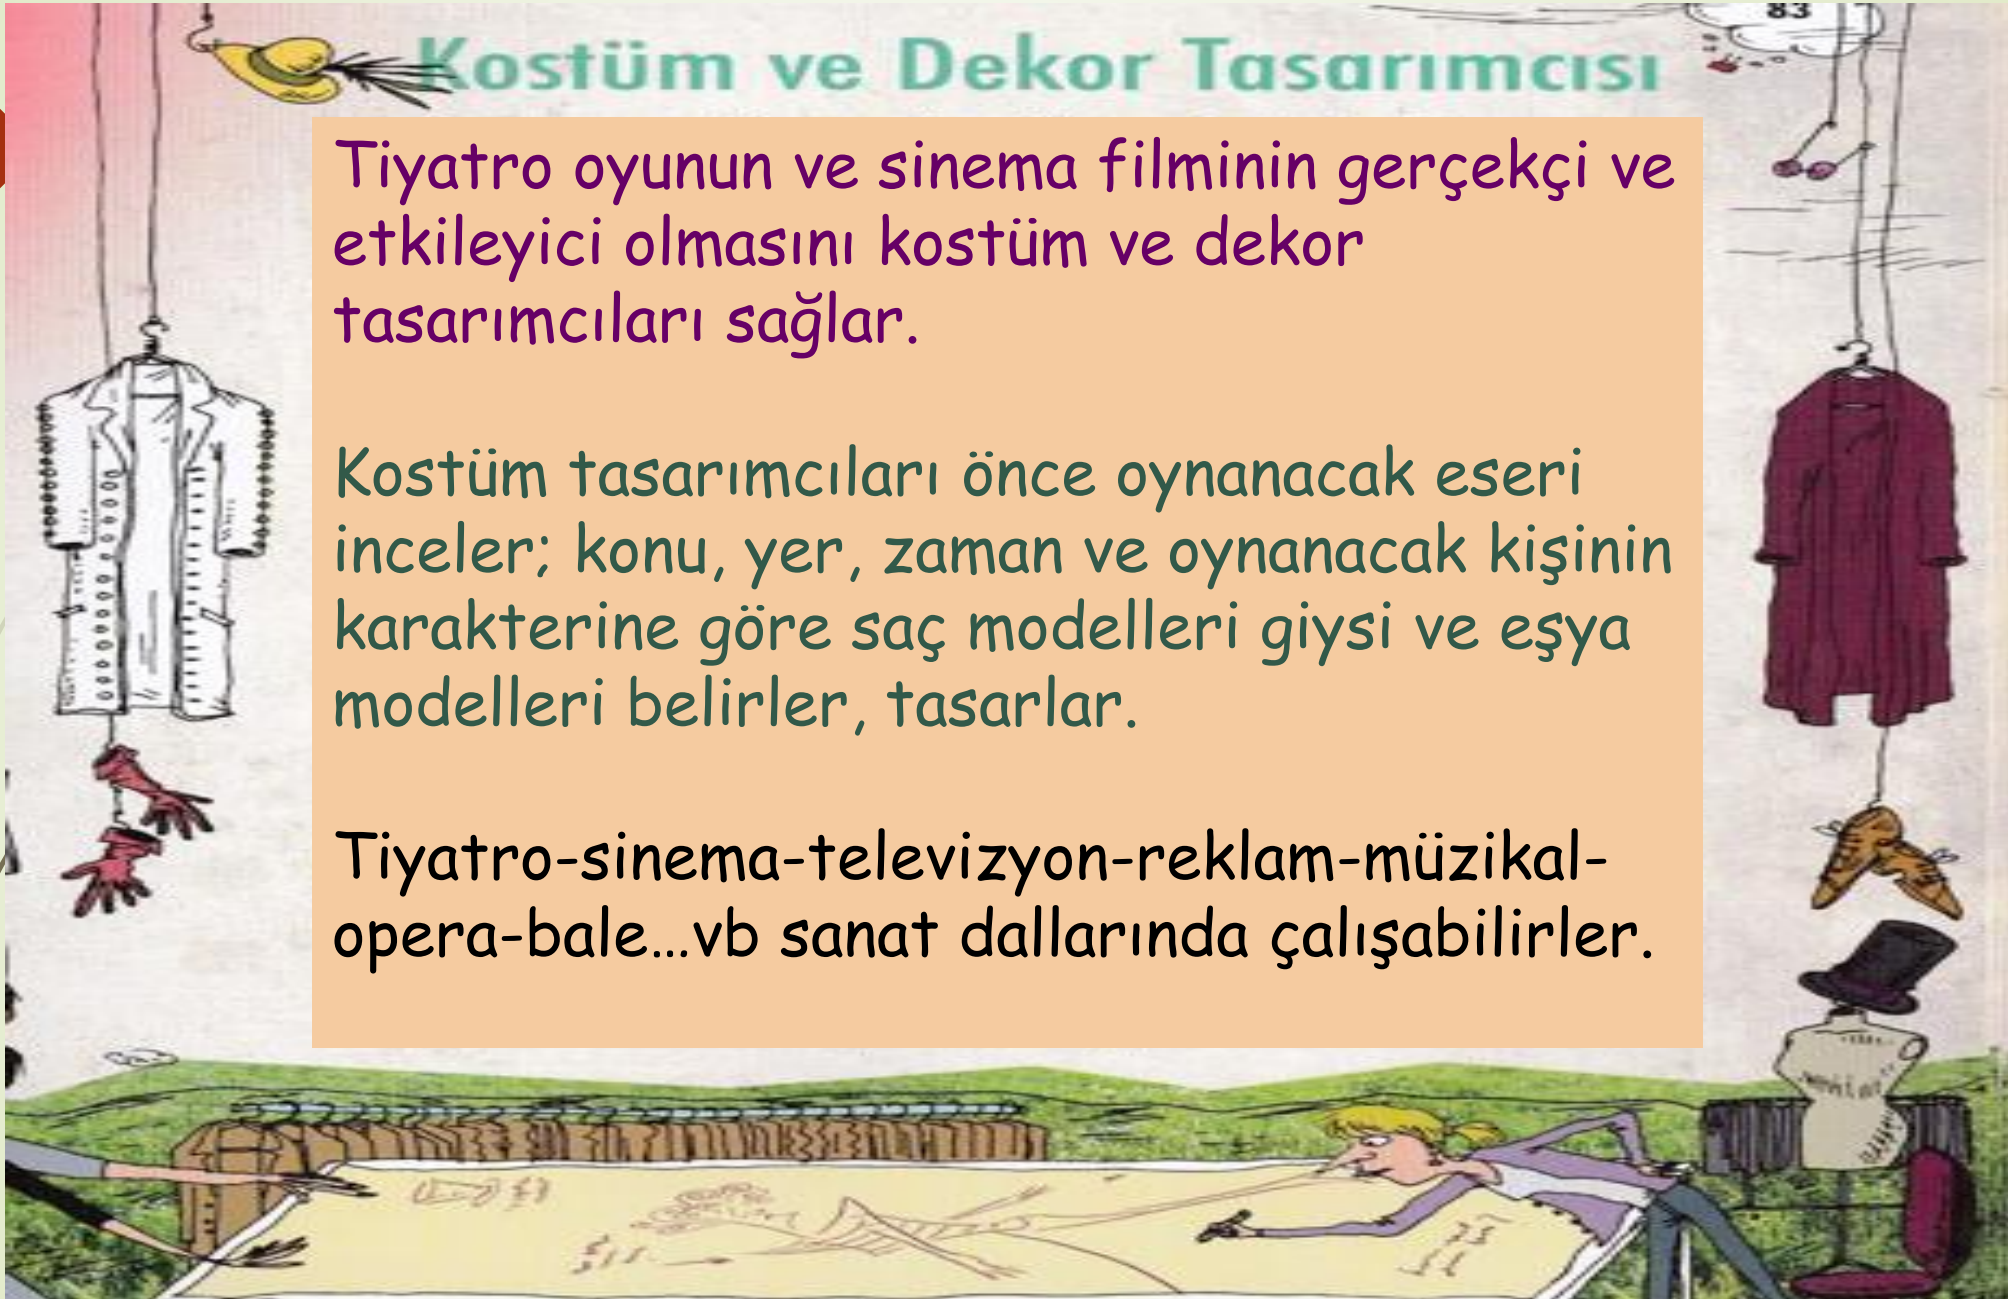 83
Kostüm ve Dekor Tasarımcısı
Tiyatro oyunun ve sinema filminin gerçekçi ve
etkileyici olmasını kostüm ve dekor
tasarımcıları sağlar.
Kostüm tasarımcıları önce oynanacak eseri
inceler; konu, yer, zaman ve oynanacak kişinin
karakterine göre saç modelleri giysi ve eşya
modelleri belirler, tasarlar.
Tiyatro-sinema-televizyon-reklam-müzikal-
opera-bale...vb sanat dallarında çalışabilirler.